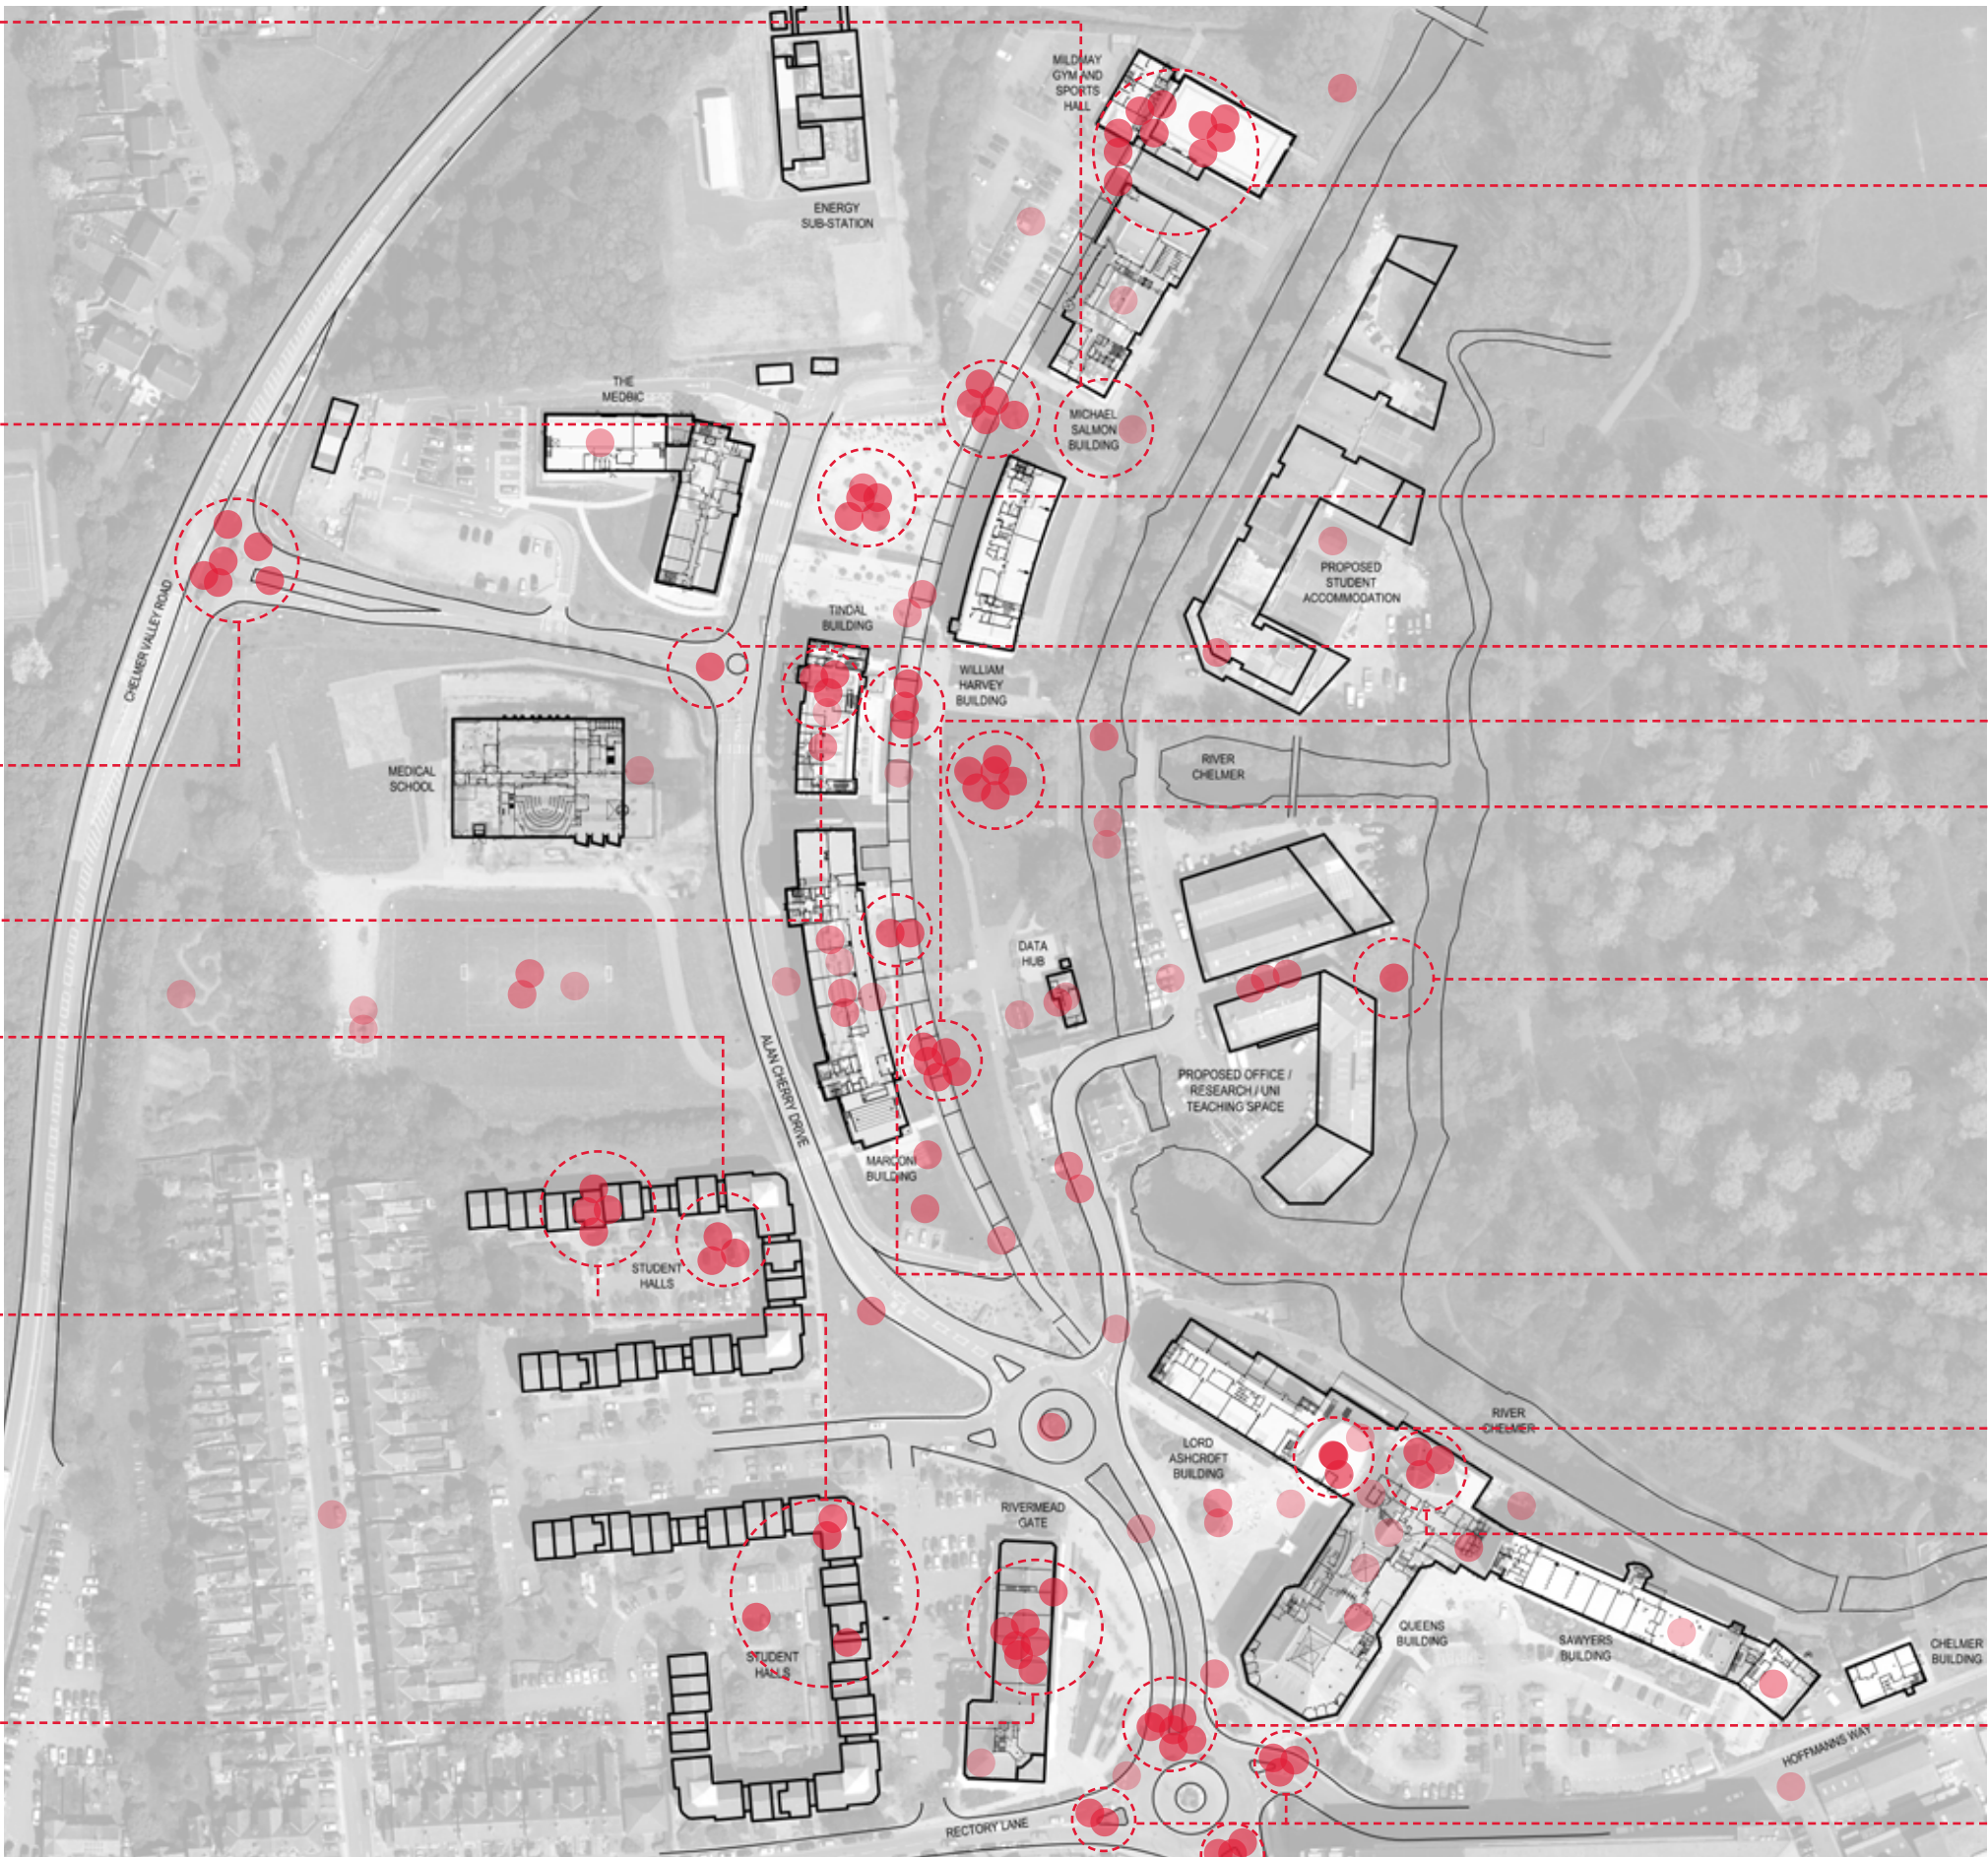 MILDMAY
GYM AND
SPORTS
HALL
ENERGY
SUB-STATION
THE
MEDBIC
MICHAEL
SALMON
BUILDING
PROPOSED
STUDENT
ACCOMMODATION
CHELMER VALLEY ROAD
TINDAL
BUILDING
WILLIAM
HARVEY
BUILDING
MEDICAL
SCHOOL
RIVER
CHELMER
DATA
HUB
ALAN CHERRY DRIVE
PROPOSED OFFICE /
RESEARCH / UNI
TEACHING SPACE
MARCONI
BUILDING
STUDENT
HALLS
RIVER
CHELMER
LORD
ASHCROFT
BUILDING
RIVERMEAD
GATE
QUEENS
BUILDING
SAWYERS
BUILDING
CHELMER
BUILDING
STUDENT
HALLS
HOFFMANNS WAY
RECTORY LANE